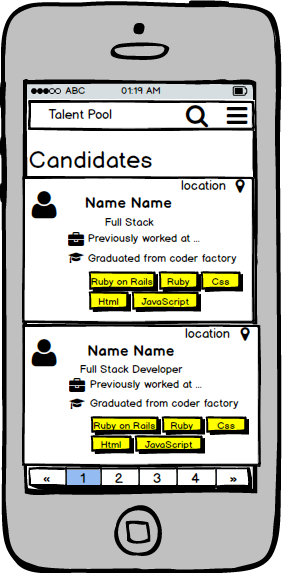 ABC 01:19 AM
Talent Pool
Candidates
location
Name Name
Full Stack
Previously worked at ...
Graduated from coder factory
Ruby on Rails Ruby Css
Html JavaScript
location
Name Name
Full Stack Developer
Previously worked at ...
Graduated from coder factory
Ruby on Rails Ruby Css
Html JavaScript
« 1 2 3 4 »